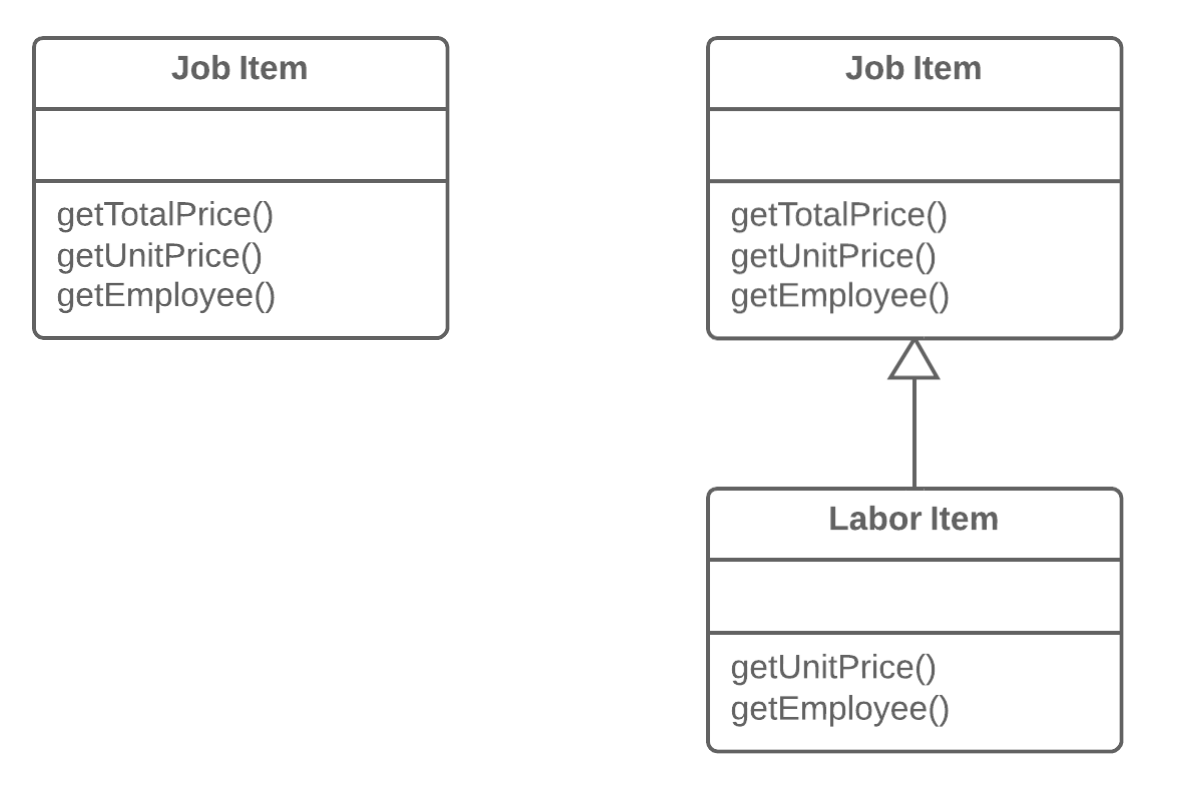 Job Item
getTotalPrice()
getUnitPrice()
getEmployee()
Job Item
getTotalPrice()
getUnitPrice()
getEmployee()
Labor Item
getUnitPrice()
getEmployee()